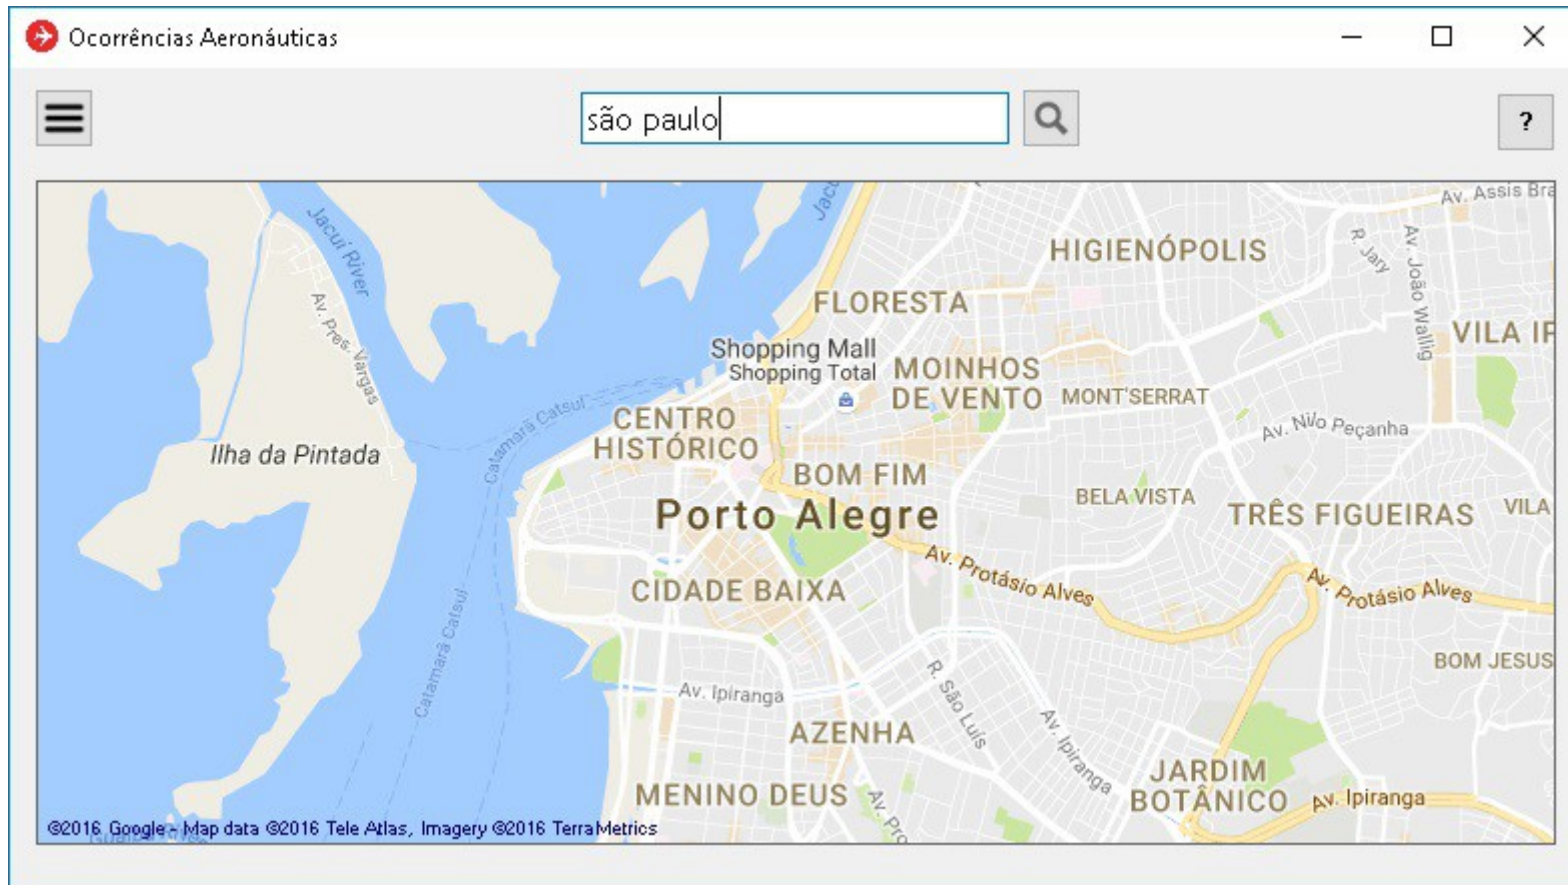 Ocorrências Aeronáuticas
são paulo
?
Jacuí River
Av. Assis Bra
R. Jary
Av. João Wallig
HIGIENÓPOLIS
FLORESTA
VILA IF
Av. Pres. Vargas
Shopping Mall
Shopping Total
MOINHOS
DE VENTO
MONT'SERRAT
Catamarã Catsul
CENTRO
HISTÓRICO
Av. Nilo Peçanha
Ilha da Pintada
BOM FIM
BELA VISTA
TRÊS FIGUEIRAS
VILA
Porto Alegre
Av. Protásio Alves
Av. Protásio Alves
CIDADE BAIXA
Catamarã Catsul
BOM JESUS
Av. Ipiranga
R. São Luís
Av. Ipiranga
AZENHA
JARDIM
BOTÂNICO
MENINO DEUS
Av. Ipiranga
Av. Pro
©2016 Google - Map data ©2016 Tele Atlas, Imagery ©2016 TerraMetrics